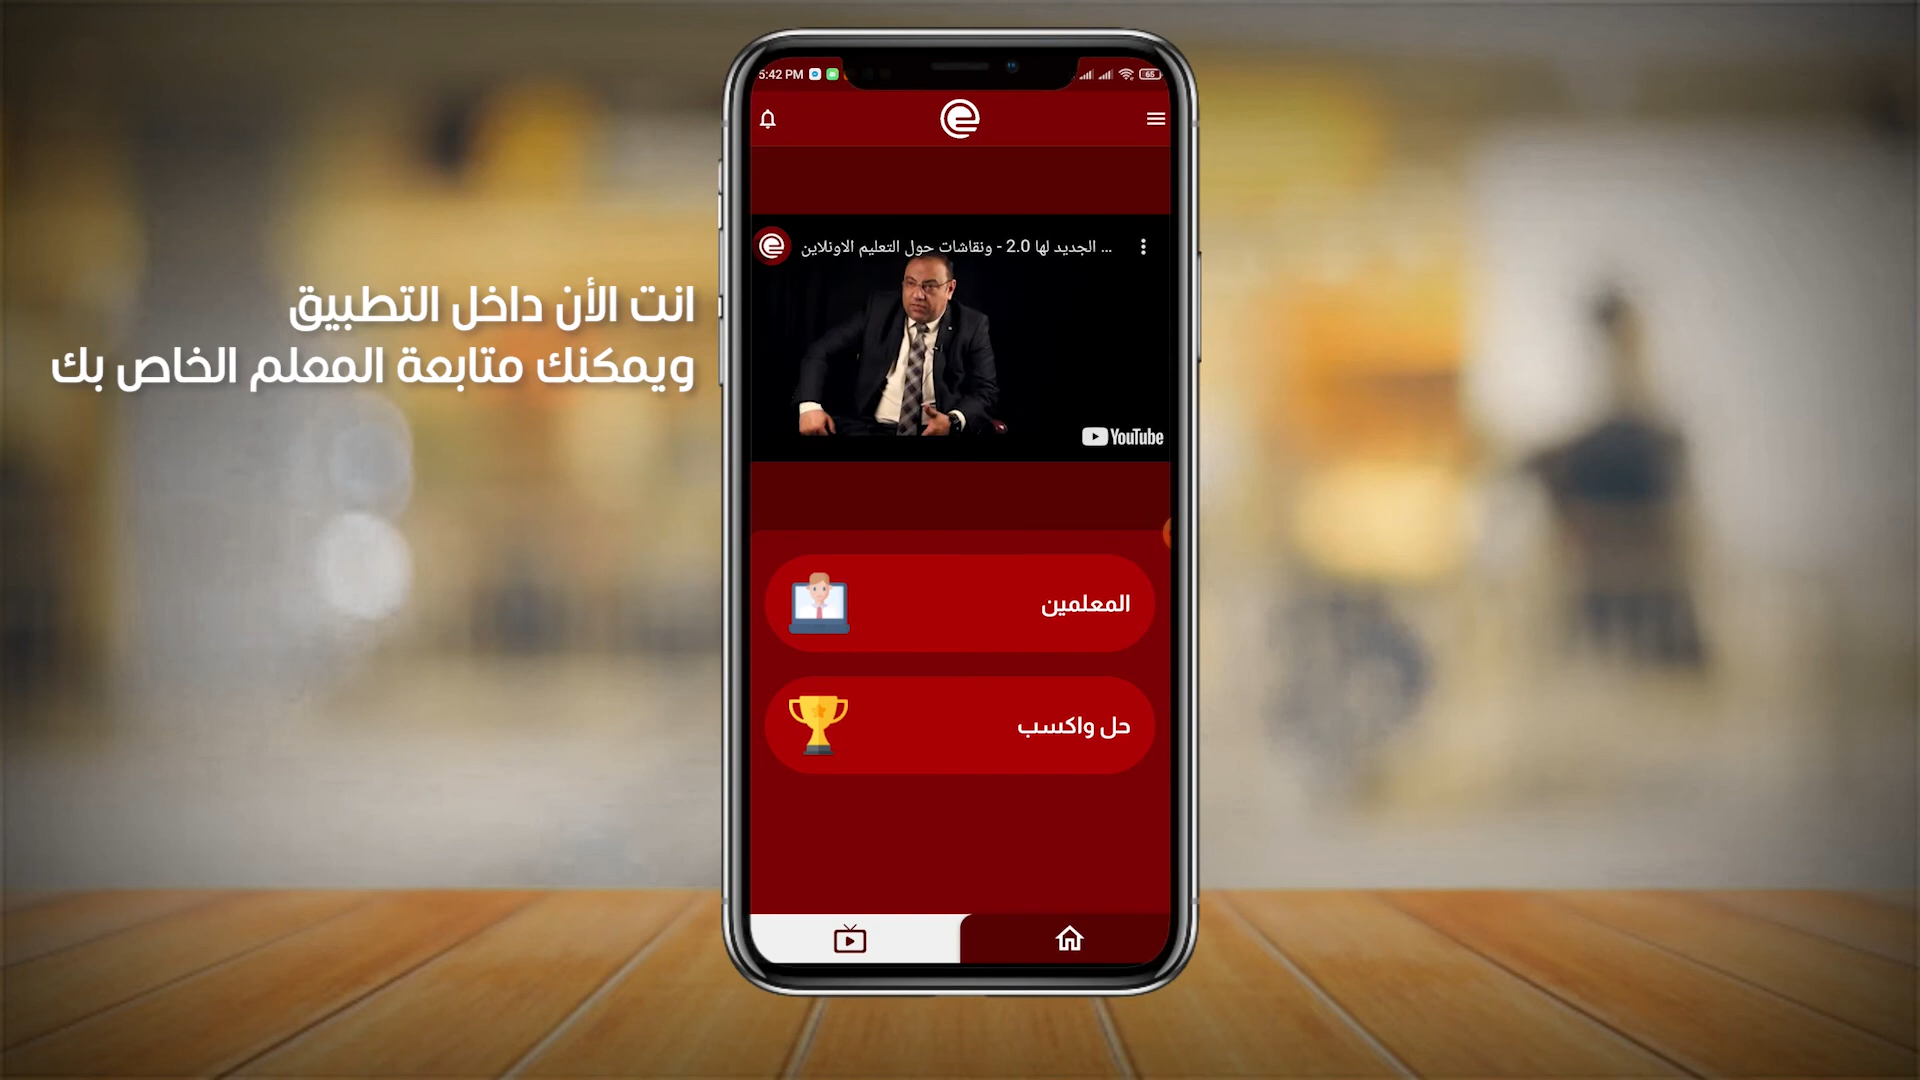 انت الأن داخل التطبيق
ويمكنك متابعة المعلم الخاص بك
5:42 PM
65
... الجديد لها 2.0 - ونقاشات حول التعليم الاونلاين
YouTube
المعلمين
حل واكسب